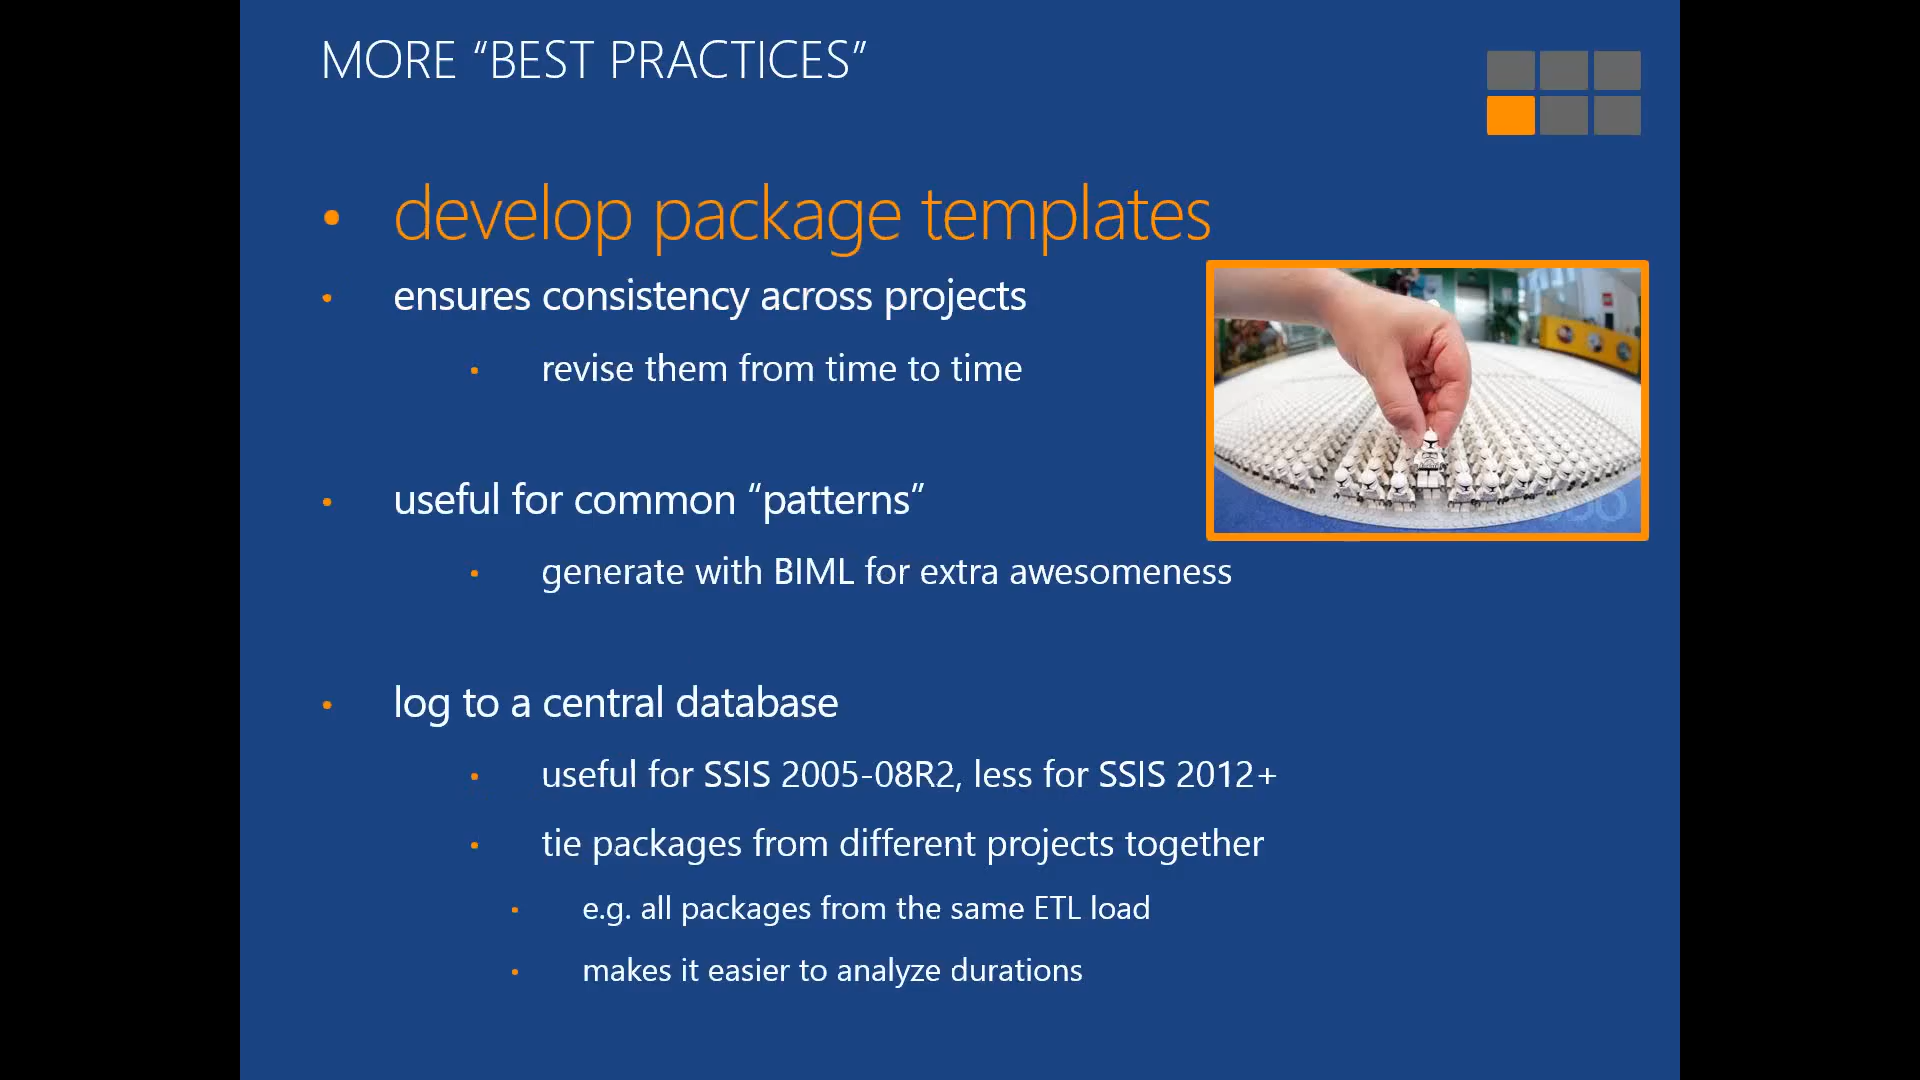 MORE “BEST PRACTICES”
• develop package templates
• ensures consistency across projects
• revise them from time to time
• useful for common “patterns”
• generate with BIML for extra awesomeness
• log to a central database
• useful for SSIS 2005-08R2, less for SSIS 2012+
• tie packages from different projects together
• e.g. all packages from the same ETL load
• makes it easier to analyze durations